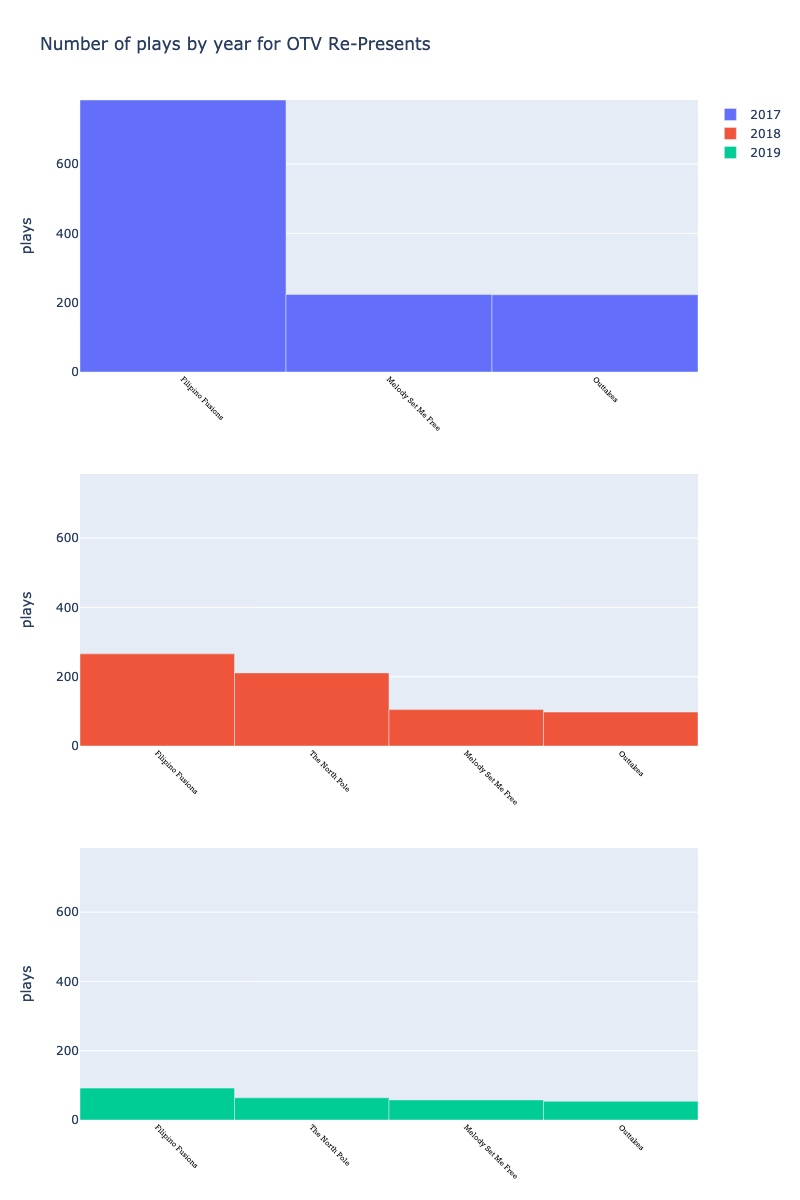 Number of plays by year for OTV Re-Presents
2017
2018
2019
plays
600
400
200
0
Filipino Fusions
Melody Set Me Free
Outtakes
plays
600
400
200
0
Filipino Fusions
The North Pole
Melody Set Me Free
Outtakes
plays
600
400
200
0
Filipino Fusions
The North Pole
Melody Set Me Free
Outtakes